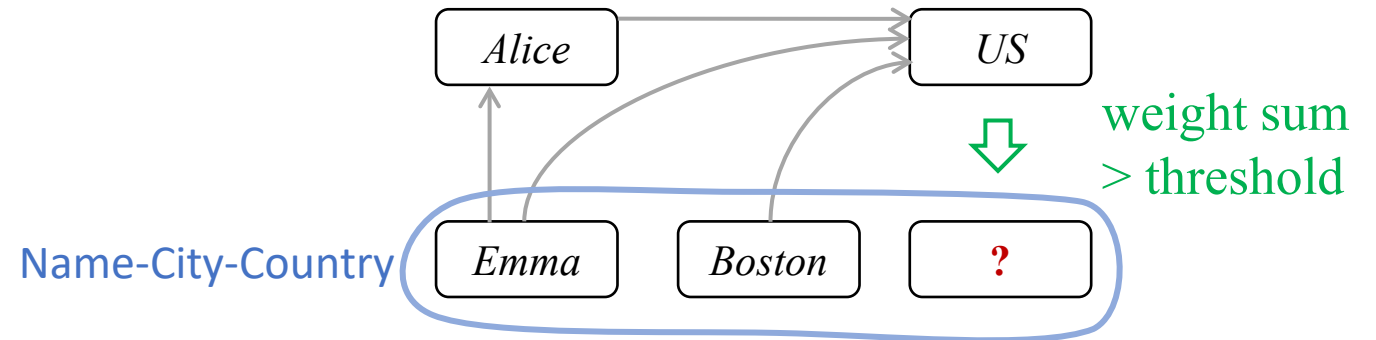 Alice
US
weight sum
> threshold
Name-City-Country
Emma
Boston
?